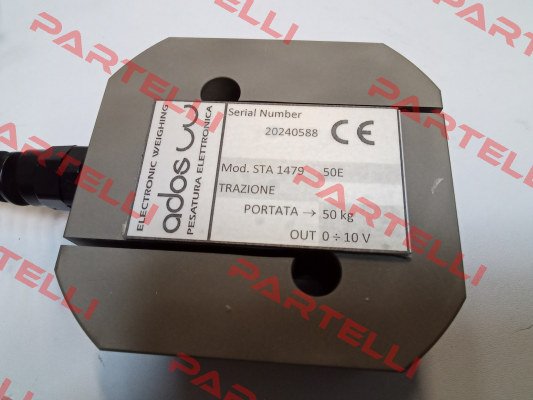 ELECTRONIC WEIGHING
ados
PESATURA ELETTRONICA
Serial Number
20240588 CE
Mod. STA 1479 50E
TRAZIONE
PORTATA → 50 kg
OUT 0 ÷ 10 V
PARTELLI
PARTELLI
PARTELLI
PARTELLI
PARTELLI
PARTELLI